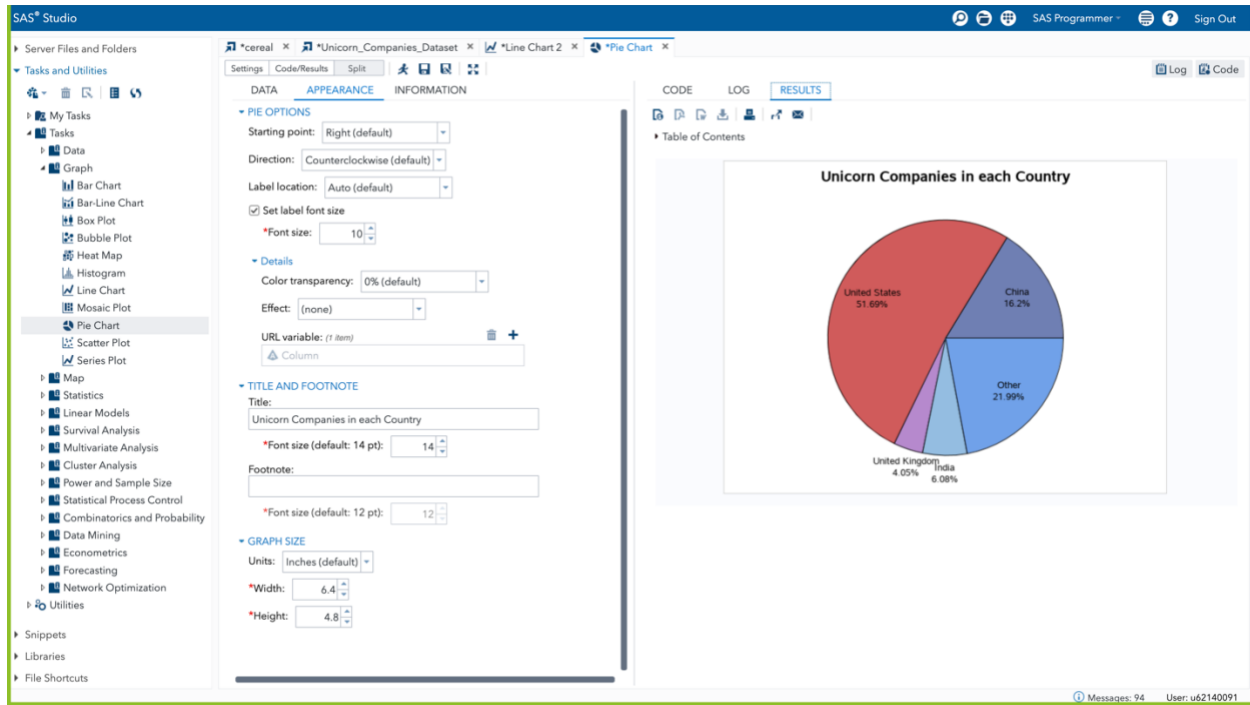 SAS® Studio
SAS Programmer
Sign Out
Server Files and Folders
Tasks and Utilities
My Tasks
Tasks
Data
Graph
Bar Chart
Bar-Line Chart
Box Plot
Bubble Plot
Heat Map
Histogram
Line Chart
Mosaic Plot
Pie Chart
Scatter Plot
Series Plot
Map
Statistics
Linear Models
Survival Analysis
Multivariate Analysis
Cluster Analysis
Power and Sample Size
Statistical Process Control
Combinatorics and Probability
Data Mining
Econometrics
Forecasting
Network Optimization
Utilities
Snippets
Libraries
File Shortcuts
*cereal × *Unicorn_Companies_Dataset × *Line Chart 2 × *Pie Chart ×
Settings Code/Results Split
Log Code
DATA APPEARANCE INFORMATION
PIE OPTIONS
Starting point: Right (default)
Direction: Counterclockwise (default)
Label location: Auto (default)
Set label font size
*Font size: 10
Details
Color transparency: 0% (default)
Effect: (none)
URL variable: (1 item)
Column
TITLE AND FOOTNOTE
Title:
Unicorn Companies in each Country
*Font size (default: 14 pt): 14
Footnote:
*Font size (default: 12 pt): 12
GRAPH SIZE
Units: Inches (default)
*Width: 6.4
*Height: 4.8
CODE LOG RESULTS
Table of Contents
Unicorn Companies in each Country
United States
51.69%
China
16.2%
Other
21.99%
United Kingdom
4.05%
India
6.08%
Messages: 94 User: u62140091